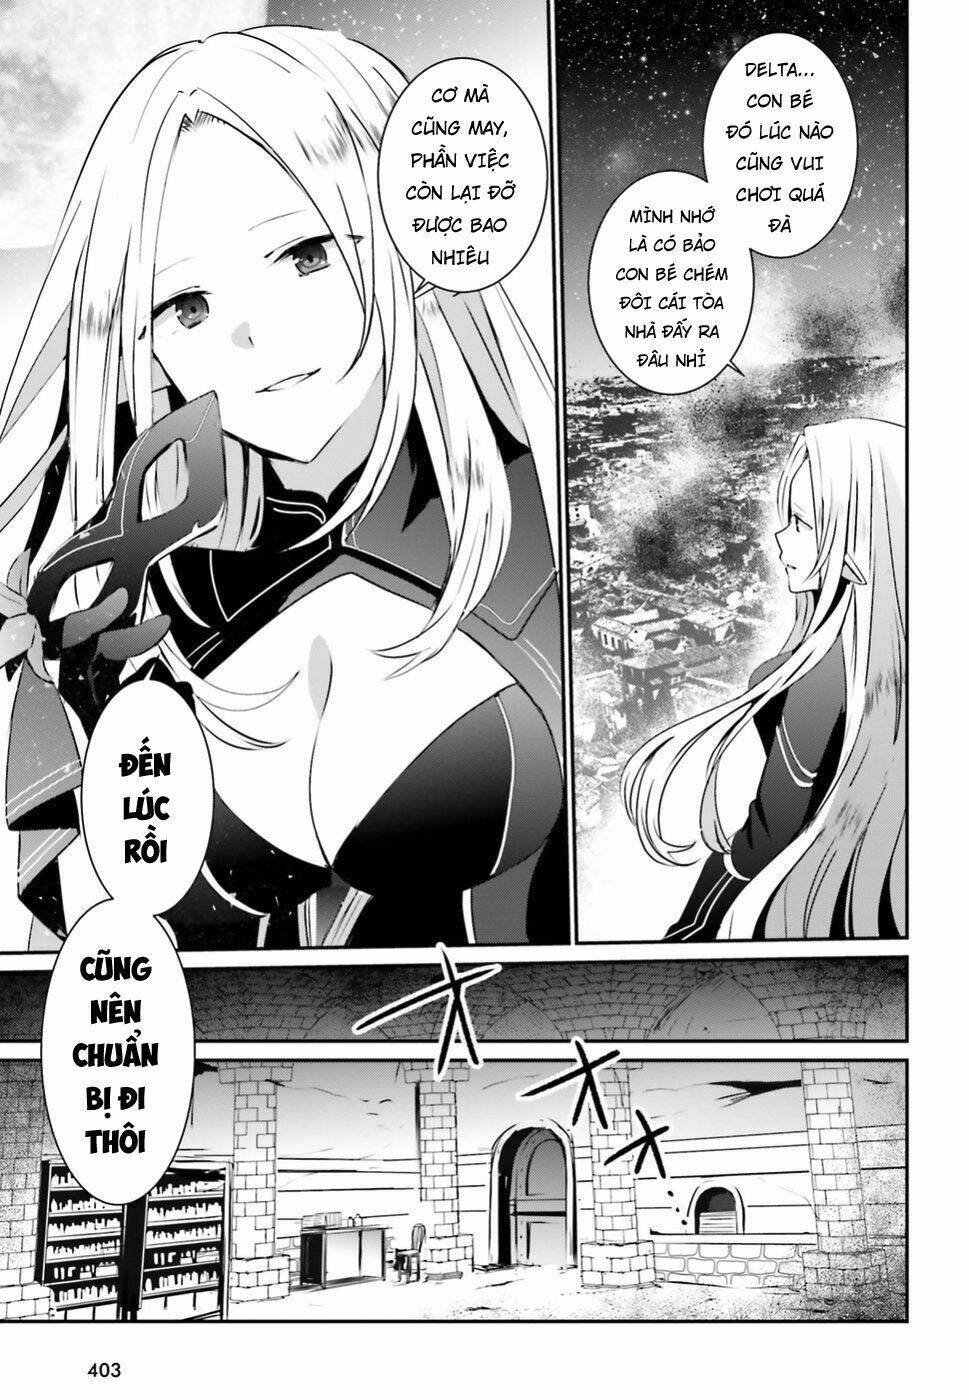 DELTA...
CON BÉ
ĐÓ LÚC NÀO
CŨNG VUI
CHƠI QUÁ
ĐÀ
MÌNH NHỚ
LÀ CÓ BẢO
CON BÉ CHÉM
ĐÔI CÁI TÒA
NHÀ ĐẤY RA
ĐÂU NHỈ
CƠ MÀ
CŨNG MAY,
PHẦN VIỆC
CÒN LẠI ĐỠ
ĐƯỢC BAO
NHIÊU
ĐẾN
LÚC
RỒI
CŨNG
NÊN
CHUẨN
BỊ ĐI
THÔI
403